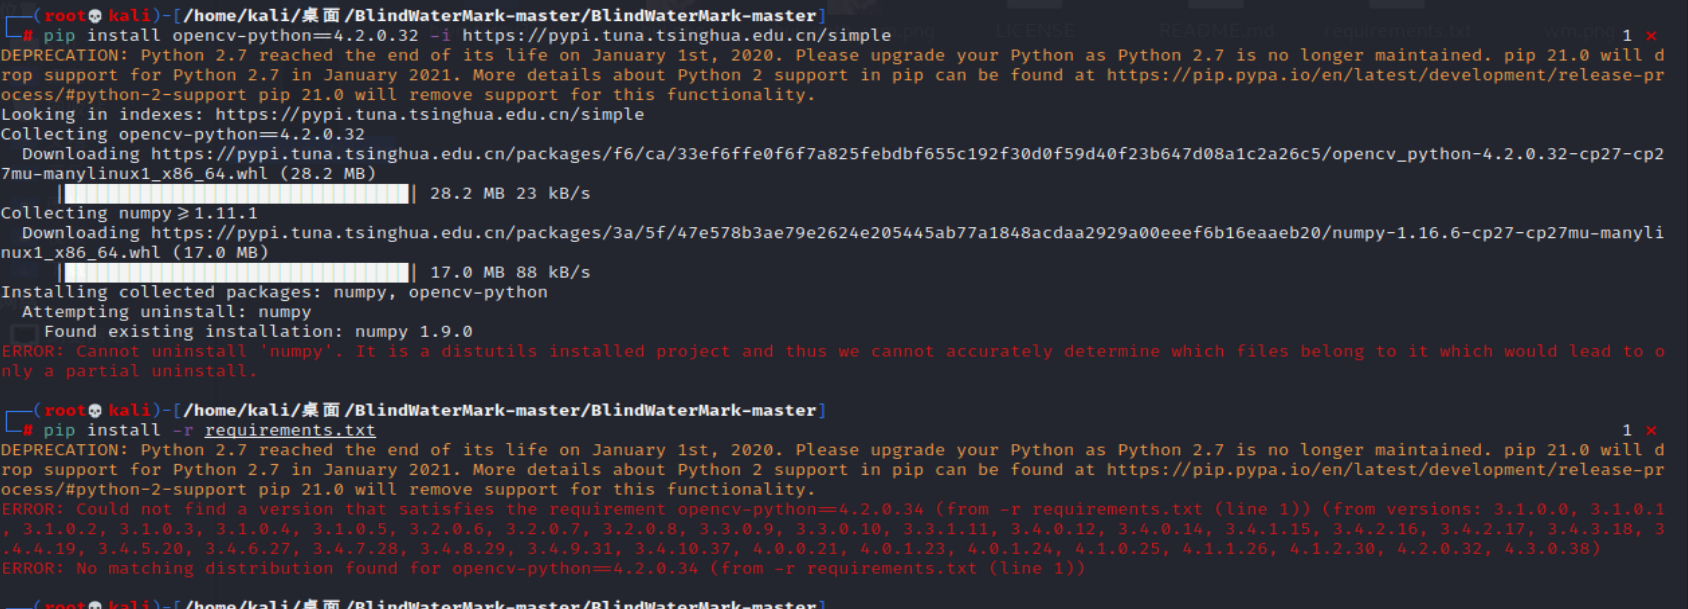 (root💀kali)-[/home/kali/桌面/BlindWaterMark-master/BlindWaterMark-master]
# pip install opencv-python==4.2.0.32 -i https://pypi.tuna.tsinghua.edu.cn/simple 1 ×
DEPRECATION: Python 2.7 reached the end of its life on January 1st, 2020. Please upgrade your Python as Python 2.7 is no longer maintained. pip 21.0 will d
rop support for Python 2.7 in January 2021. More details about Python 2 support in pip can be found at https://pip.pypa.io/en/latest/development/release-pr
ocess/#python-2-support pip 21.0 will remove support for this functionality.
Looking in indexes: https://pypi.tuna.tsinghua.edu.cn/simple
Collecting opencv-python==4.2.0.32
Downloading https://pypi.tuna.tsinghua.edu.cn/packages/f6/ca/33ef6ffe0f6f7a825febdbf655c192f30d0f59d40f23b647d08a1c2a26c5/opencv_python-4.2.0.32-cp27-cp2
7mu-manylinux1_x86_64.whl (28.2 MB)
| | 28.2 MB 23 kB/s
Collecting numpy>=1.11.1
Downloading https://pypi.tuna.tsinghua.edu.cn/packages/3a/5f/47e578b3ae79e2624e205445ab77a1848acdaa2929a00eeef6b16eaaeb20/numpy-1.16.6-cp27-cp27mu-manyli
nux1_x86_64.whl (17.0 MB)
| | 17.0 MB 88 kB/s
Installing collected packages: numpy, opencv-python
Attempting uninstall: numpy
Found existing installation: numpy 1.9.0
ERROR: Cannot uninstall 'numpy'. It is a distutils installed project and thus we cannot accurately determine which files belong to it which would lead to o
nly a partial uninstall.
(root💀kali)-[/home/kali/桌面/BlindWaterMark-master/BlindWaterMark-master]
# pip install -r requirements.txt 1 ×
DEPRECATION: Python 2.7 reached the end of its life on January 1st, 2020. Please upgrade your Python as Python 2.7 is no longer maintained. pip 21.0 will d
rop support for Python 2.7 in January 2021. More details about Python 2 support in pip can be found at https://pip.pypa.io/en/latest/development/release-pr
ocess/#python-2-support pip 21.0 will remove support for this functionality.
ERROR: Could not find a version that satisfies the requirement opencv-python==4.2.0.34 (from -r requirements.txt (line 1)) (from versions: 3.1.0.0, 3.1.0.1
, 3.1.0.2, 3.1.0.3, 3.1.0.4, 3.1.0.5, 3.2.0.6, 3.2.0.7, 3.2.0.8, 3.3.0.9, 3.3.0.10, 3.3.1.11, 3.4.0.12, 3.4.0.14, 3.4.1.15, 3.4.2.16, 3.4.2.17, 3.4.3.18, 3
.4.4.19, 3.4.5.20, 3.4.6.27, 3.4.7.28, 3.4.8.29, 3.4.9.31, 3.4.10.37, 4.0.0.21, 4.0.1.23, 4.0.1.24, 4.1.0.25, 4.1.1.26, 4.1.2.30, 4.2.0.32, 4.3.0.38)
ERROR: No matching distribution found for opencv-python==4.2.0.34 (from -r requirements.txt (line 1))
(root💀kali)-[/home/kali/桌面/BlindWaterMark-master/BlindWaterMark-master]